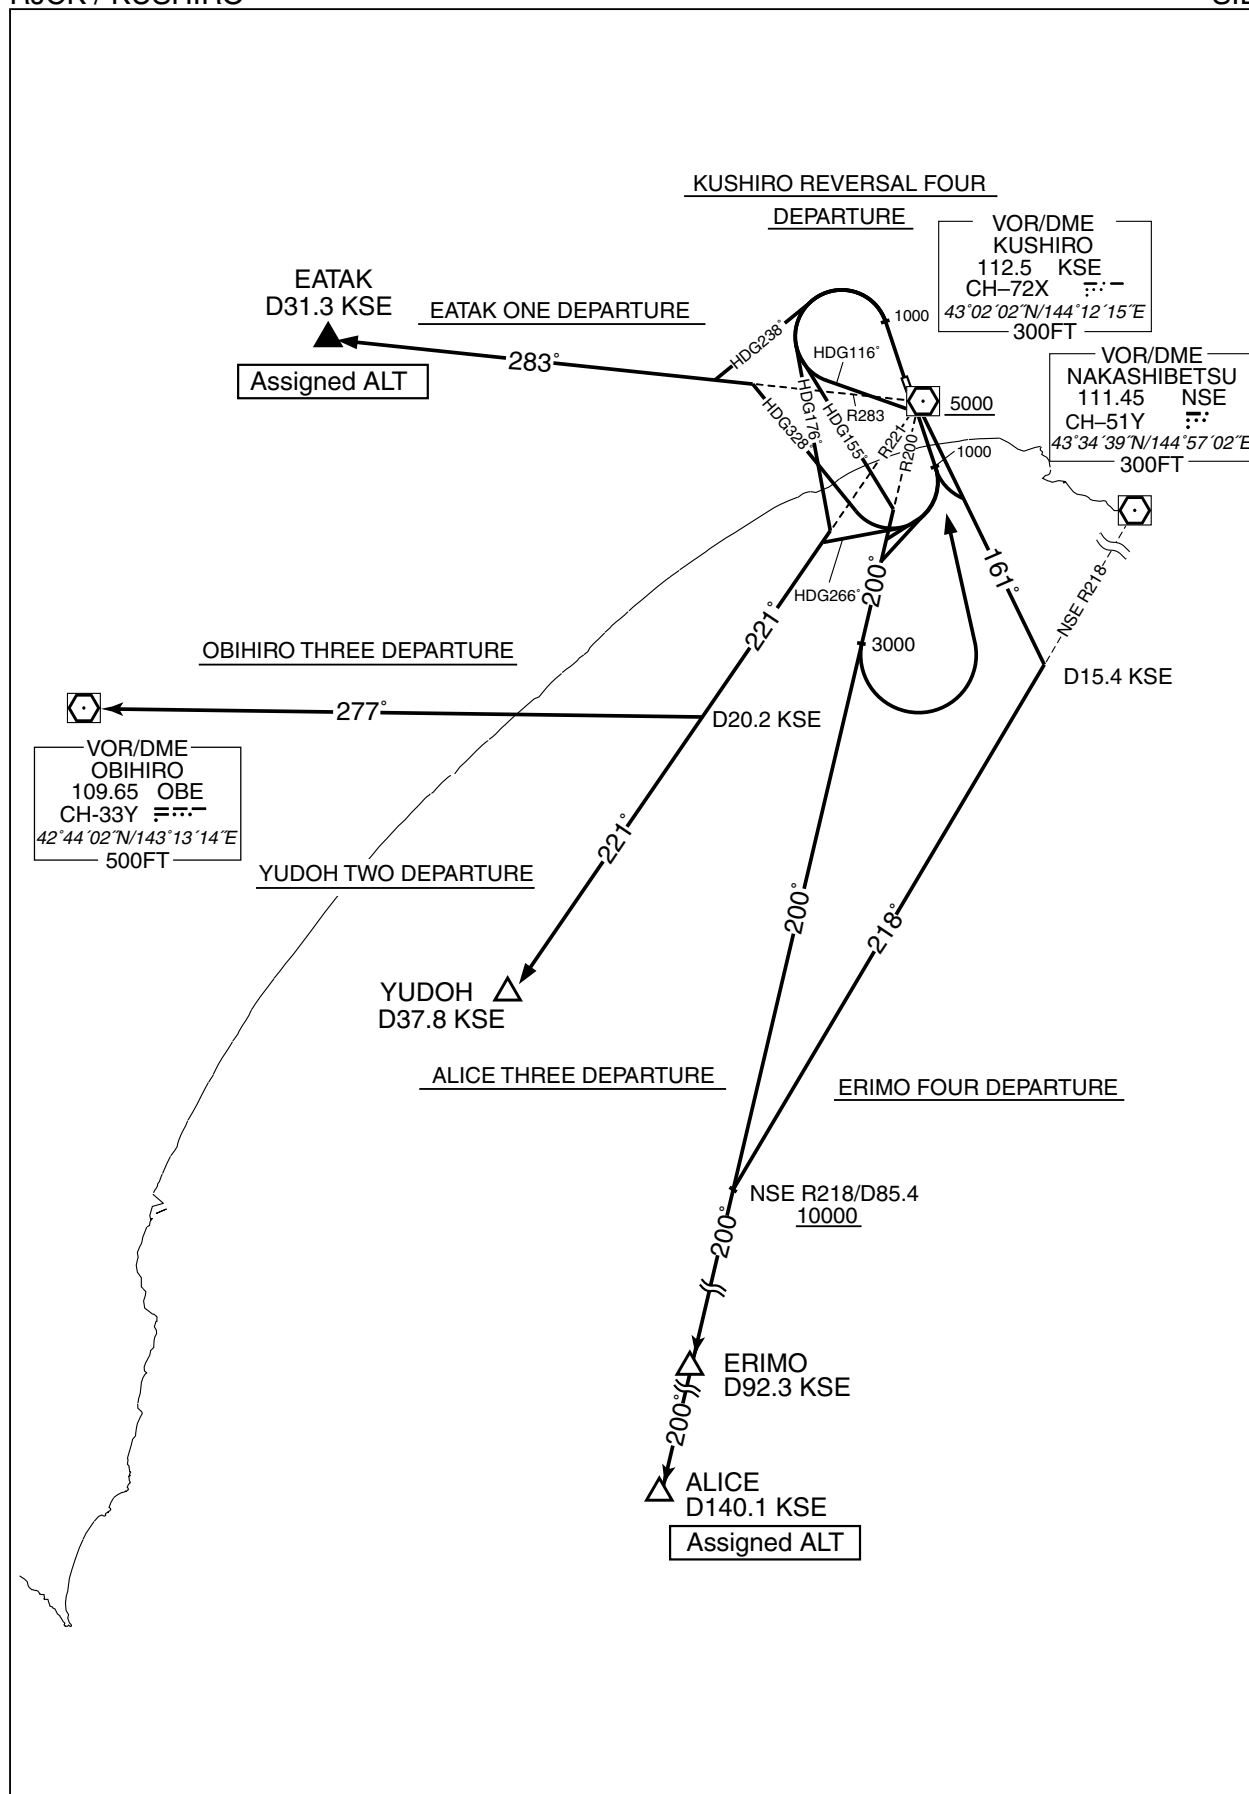 RJCK / KUSHIRO
KUSHIRO REVERSAL FOUR
DEPARTURE
VOR/DME
KUSHIRO
112.5 KSE
CH–72X
43°02´02˝N/144°12´15˝E
300FT
EATAK
D31.3 KSE
EATAK ONE DEPARTURE
1000
HDG238°
HDG116°
283°
Assigned ALT
VOR/DME
NAKASHIBETSU
111.45 NSE
CH–51Y
43°34´39˝N/144°57´02˝E
300FT
5000
R283
HDG176°
HDG328°
HDG155°
R221
R200
1000
161°
HDG266°
200°
NSE R218
221°
3000
OBIHIRO THREE DEPARTURE
D15.4 KSE
277°
D20.2 KSE
VOR/DME
OBIHIRO
109.65 OBE
CH-33Y
42°44´02˝N/143°13´14˝E
500FT
221°
YUDOH TWO DEPARTURE
200°
218°
YUDOH
D37.8 KSE
ALICE THREE DEPARTURE
ERIMO FOUR DEPARTURE
NSE R218/D85.4
10000
200°
ERIMO
D92.3 KSE
200°
ALICE
D140.1 KSE
Assigned ALT